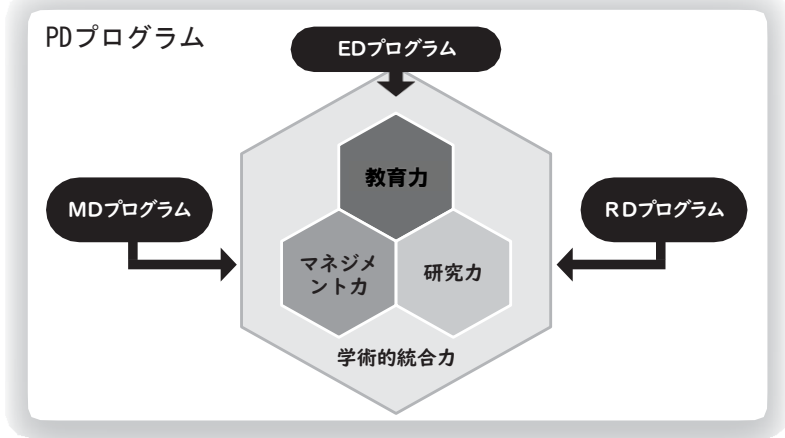 PDプログラム
EDプログラム
教育力
MDプログラム
RDプログラム
マネジメ
ント力
研究力
学術的統合力